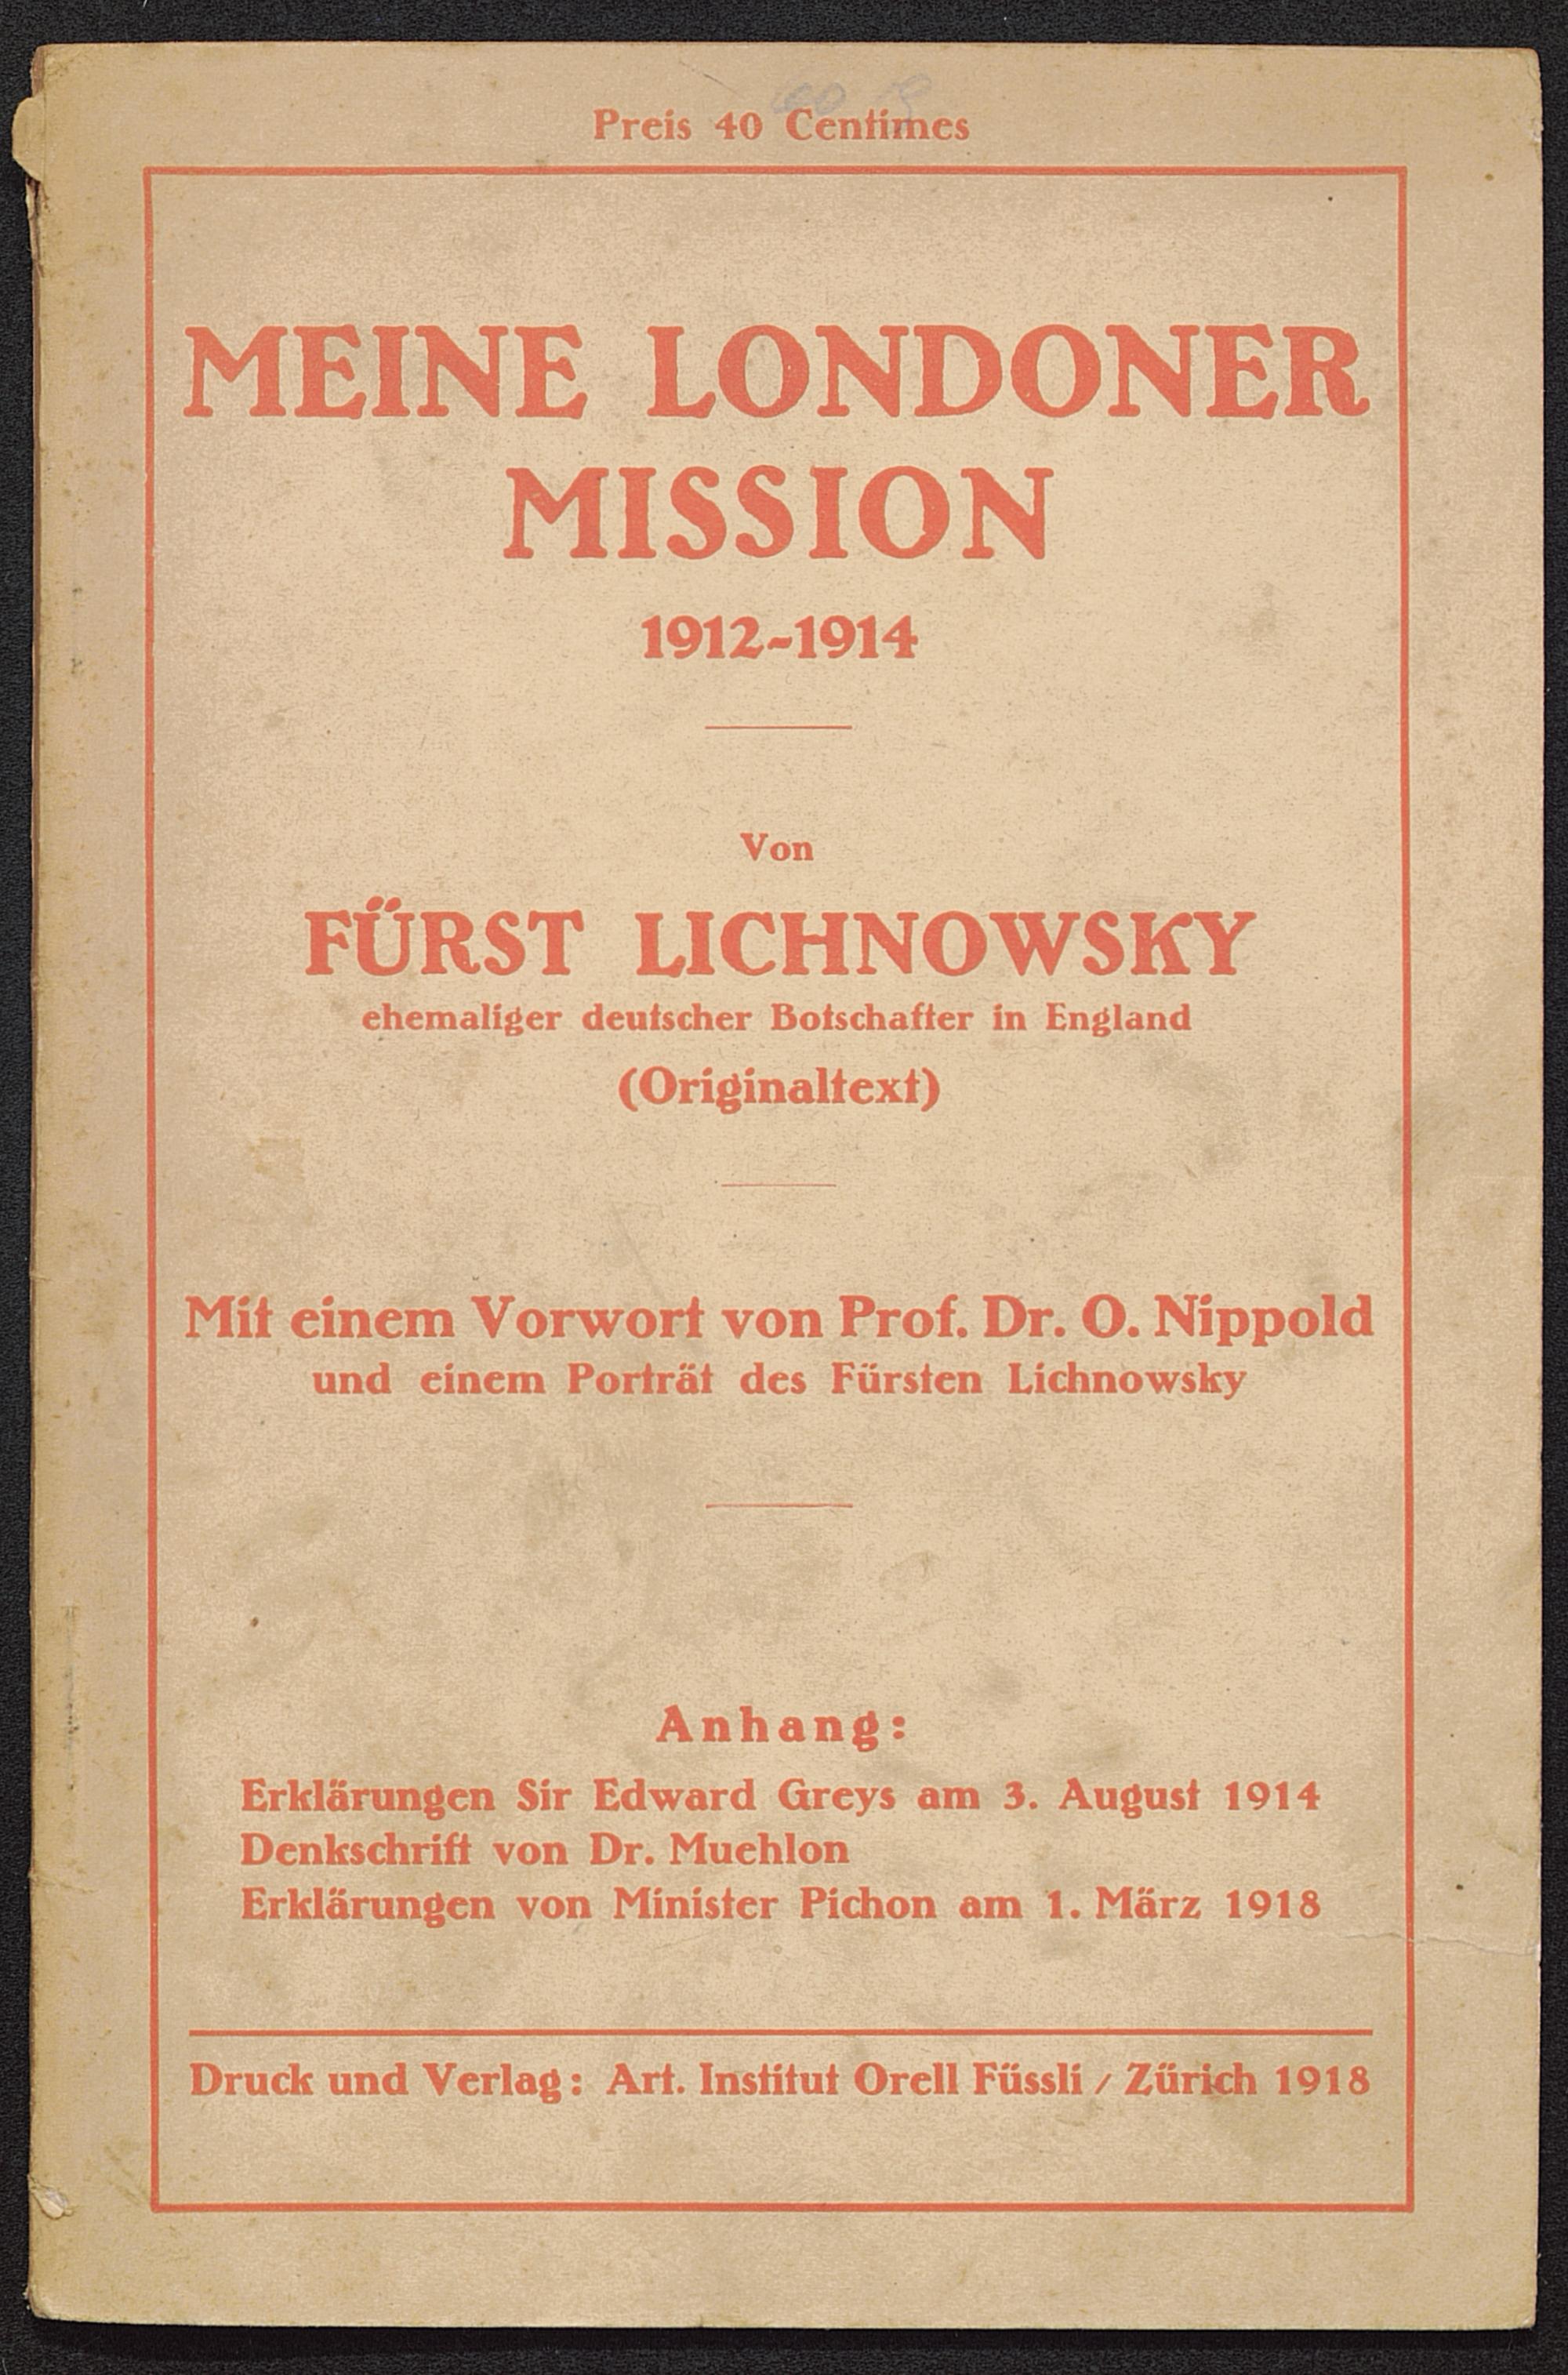 Preis 40 Centimes
MEINE LONDONER
MISSION
1912-1914
Von
FÜRST LICHNOWSKY
ehemaliger deutscher Botschafter in England
(Originaltext)
Mit einem Vorwort von Prof. Dr. O. Nippold
und einem Porträt des Fürsten Lichnowsky
Anhang:
Erklärungen Sir Edward Greys am 3. August 1914
Denkschrift von Dr. Muehlon
Erklärungen von Minister Pichon am 1. März 1918
Druck und Verlag: Art. Institut Orell Füssli / Zürich 1918